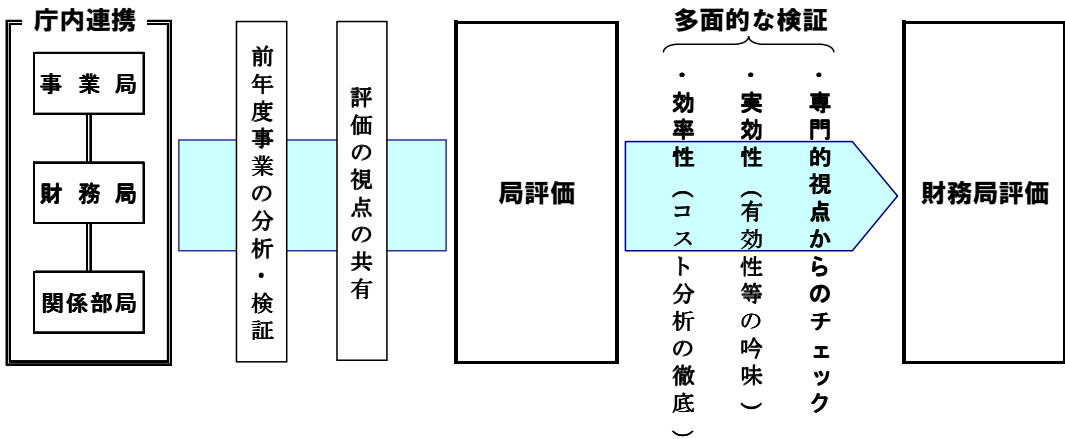 庁内連携
事業局
財務局
関係部局
前年度事業の分析・検証
評価の視点の共有
局評価
多面的な検証
・専門的視点からのチェック
・実効性（有効性等の吟味）
・効率性（コスト分析の徹底）
財務局評価